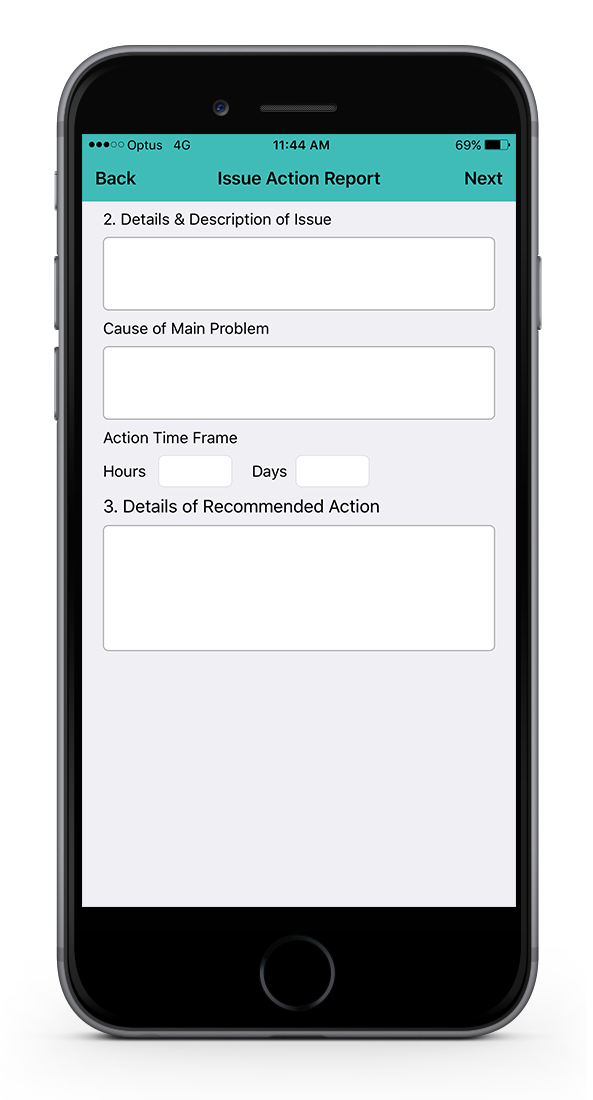 Optus 4G 11:44 AM 69%
Back Issue Action Report Next
2. Details & Description of Issue
Cause of Main Problem
Action Time Frame
Hours Days
3. Details of Recommended Action